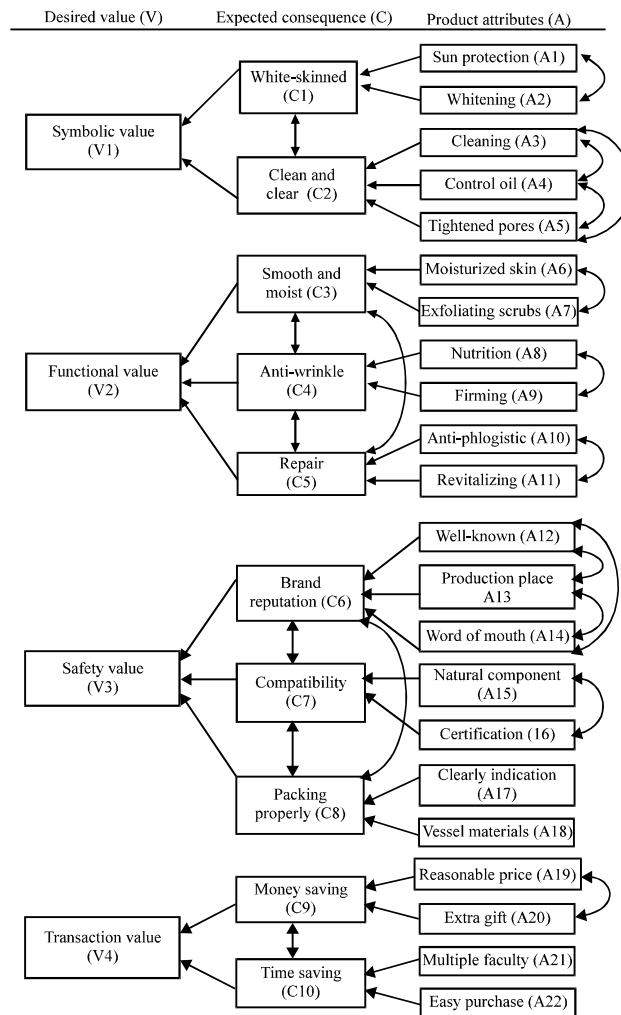 Desired value (V)
Expected consequence (C)
Product attributes (A)
Symbolic value
(V1)
White-skinned
(C1)
Sun protection (A1)
Whitening (A2)
Clean and
clear (C2)
Cleaning (A3)
Control oil (A4)
Tightened pores (A5)
Functional value
(V2)
Smooth and
moist (C3)
Moisturized skin (A6)
Exfoliating scrubs (A7)
Anti-wrinkle
(C4)
Nutrition (A8)
Firming (A9)
Repair
(C5)
Anti-phlogistic (A10)
Revitalizing (A11)
Safety value
(V3)
Brand
reputation (C6)
Well-known (A12)
Production place
A13
Word of mouth (A14)
Compatibility
(C7)
Natural component
(A15)
Certification (16)
Packing
properly (C8)
Clearly indication
(A17)
Vessel materials (A18)
Transaction value
(V4)
Money saving
(C9)
Reasonable price (A19)
Extra gift (A20)
Time saving
(C10)
Multiple faculty (A21)
Easy purchase (A22)